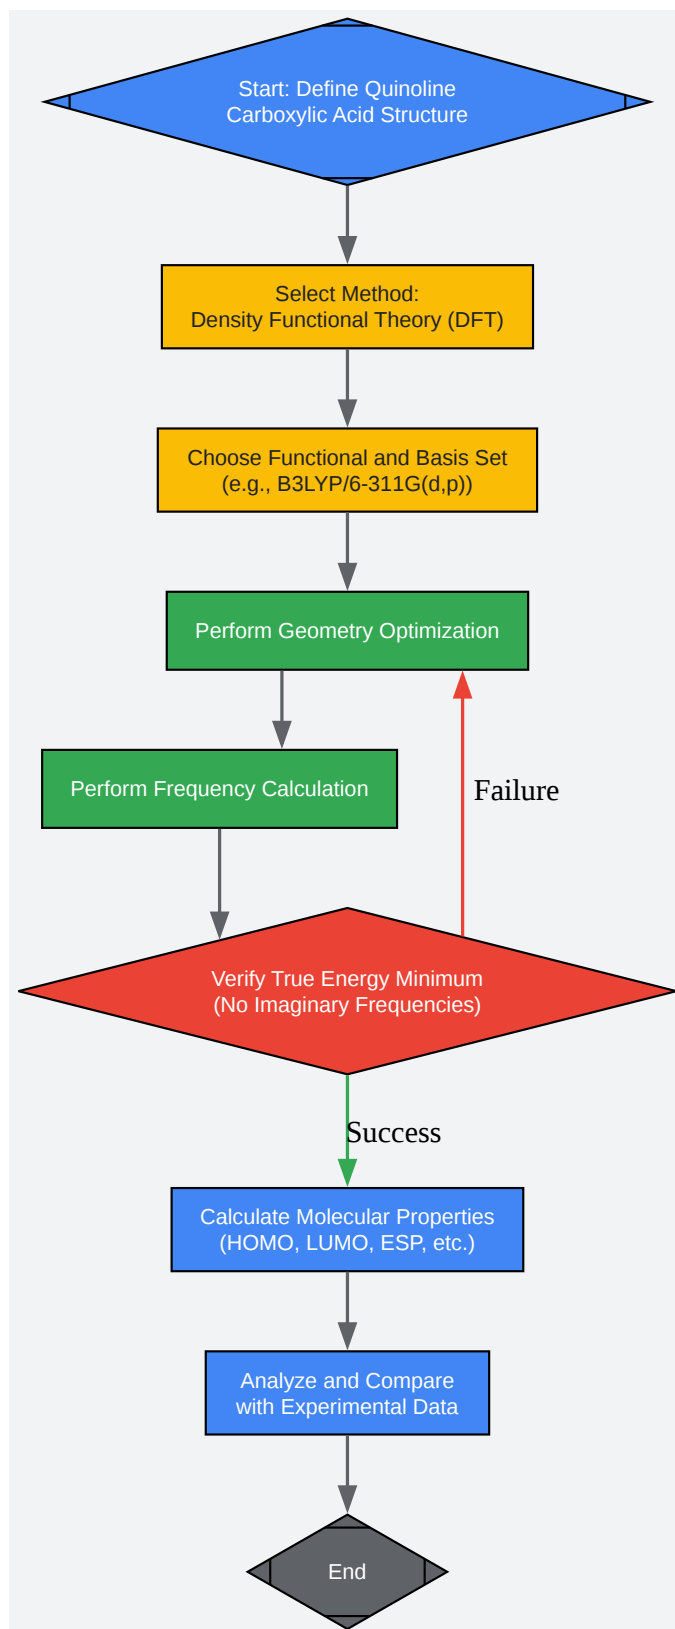 Start: Define Quinoline
Carboxylic Acid Structure
Select Method:
Density Functional Theory (DFT)
Choose Functional and Basis Set
(e.g., B3LYP/6-311G(d,p))
Perform Geometry Optimization
Perform Frequency Calculation
Failure
Verify True Energy Minimum
(No Imaginary Frequencies)
Success
Calculate Molecular Properties
(HOMO, LUMO, ESP, etc.)
Analyze and Compare
with Experimental Data
End